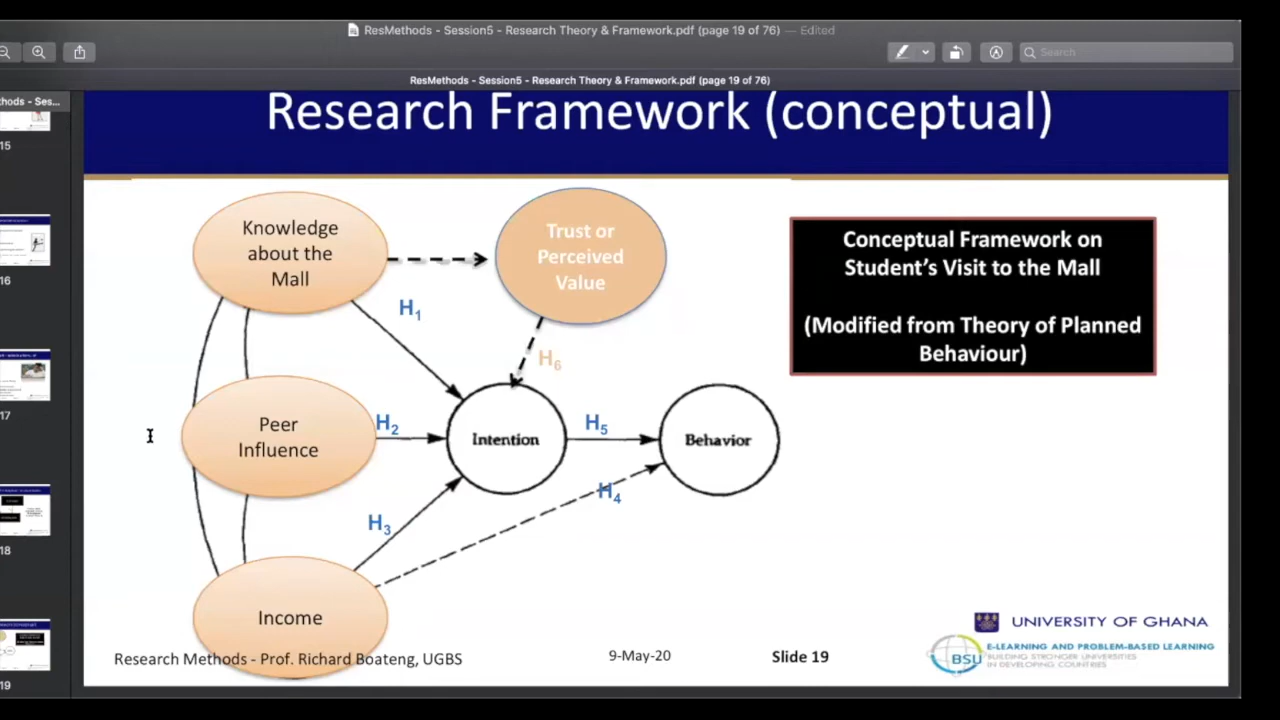 ResMethods - Session5 - Research Theory & Framework.pdf (page 19 of 76) — Edited
Search
ResMethods - Session5 - Research Theory & Framework.pdf (page 19 of 76)
thods - Ses...
15
16
17
18
19
Research Framework (conceptual)
Knowledge
about the
Mall
Trust or
Perceived
Value
Conceptual Framework on
Student's Visit to the Mall
(Modified from Theory of Planned
Behaviour)
H1
H6
Peer
Influence
H2
Intention
H5
Behavior
H4
H3
Income
Research Methods - Prof. Richard Boateng, UGBS
9-May-20
Slide 19
UNIVERSITY OF GHANA
BSU
E-LEARNING AND PROBLEM-BASED LEARNING
BUILDING STRONGER UNIVERSITIES
IN DEVELOPING COUNTRIES